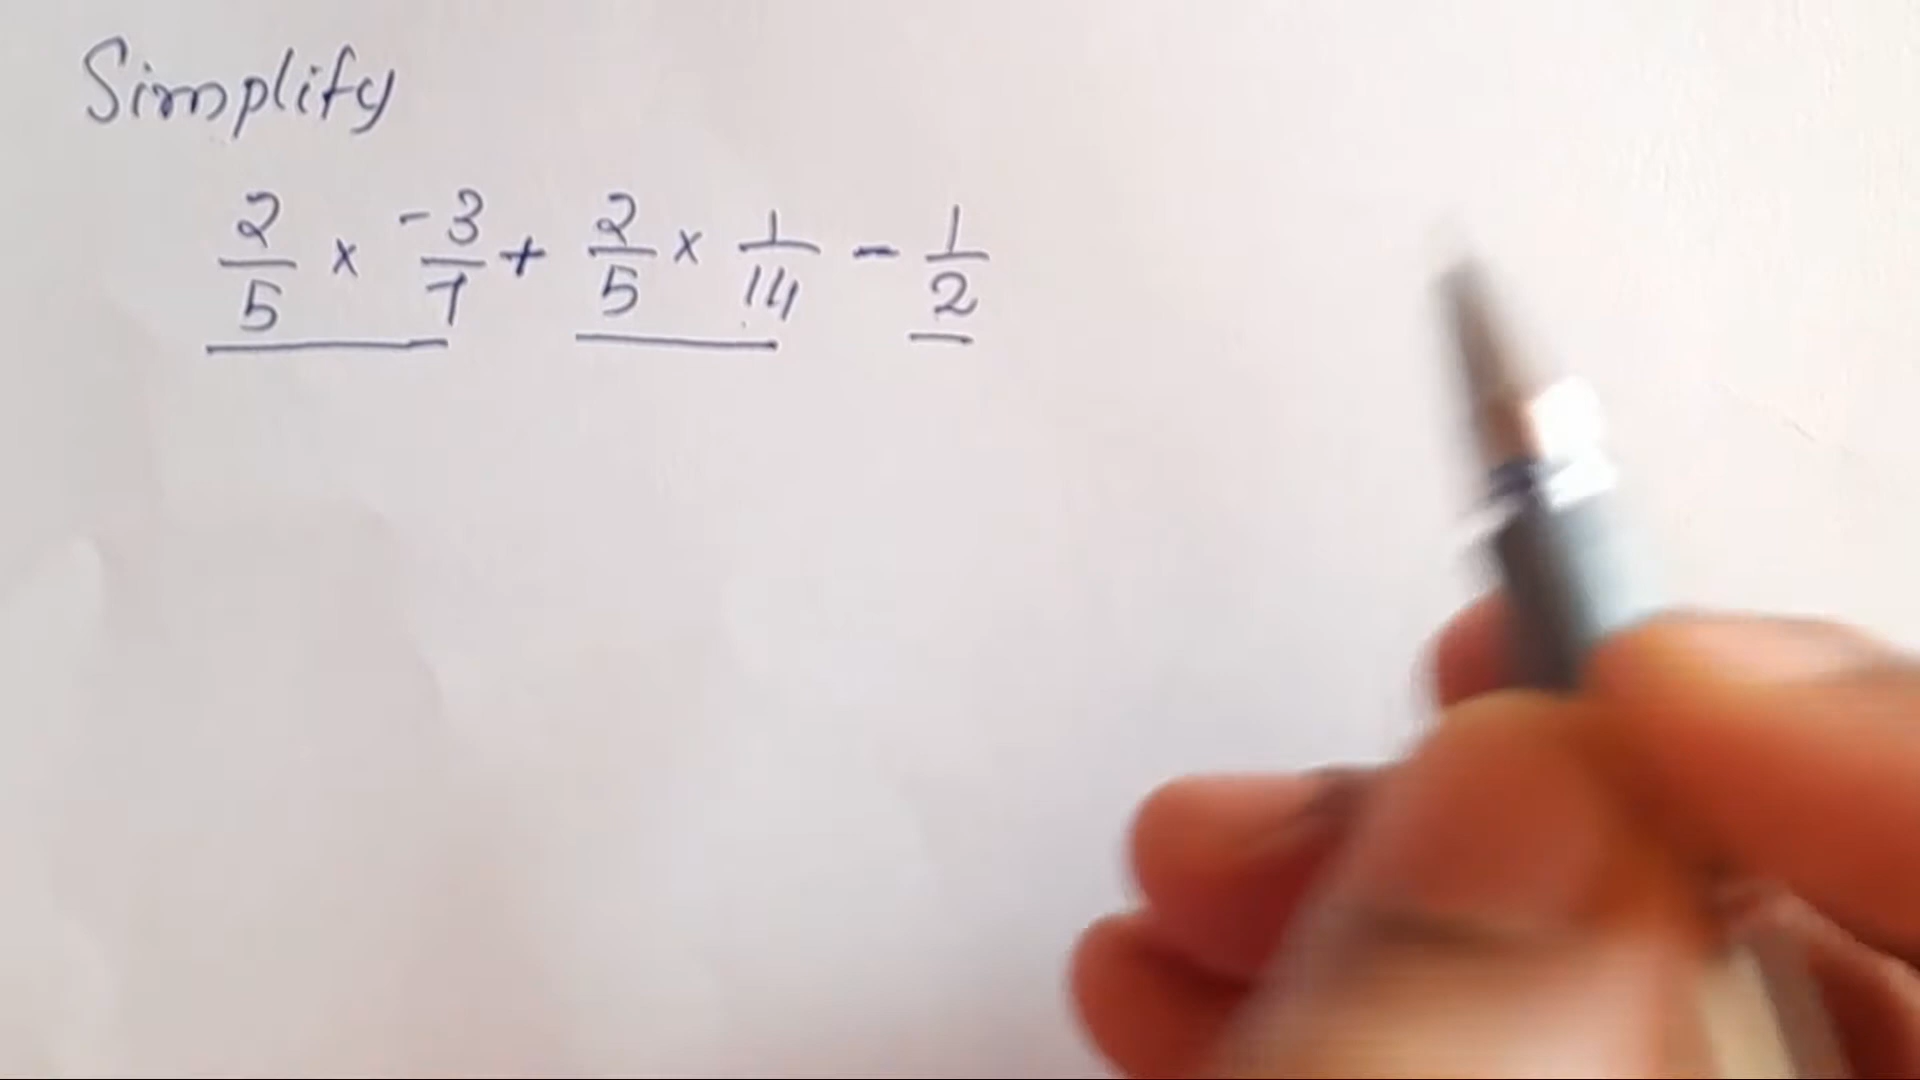 Simplify
2/5 × -3/7 + 2/5 × 1/14 - 1/2